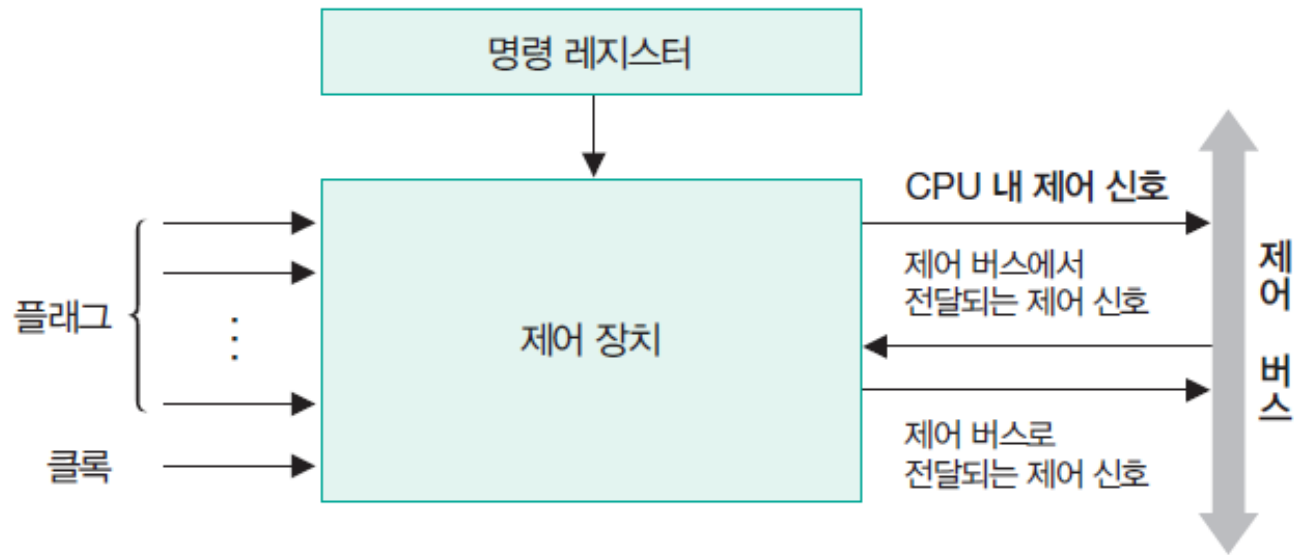 명령 레지스터
CPU 내 제어 신호
제어 버스에서
전달되는 제어 신호
플래그
제어 장치
제어 버스
제어 버스로
전달되는 제어 신호
클록